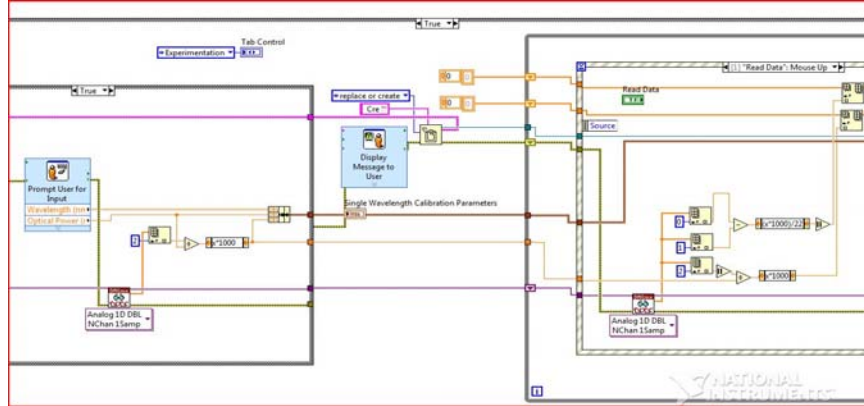 True
Tab Control
Experimentation
[1] "Read Data": Mouse Up
0
Read Data
True
replace or create
0
Cre
Source
Display
Message to
User
Prompt User for
Input
Single Wavelength Calibration Parameters
Wavelength (nm
Optical Power (
0
(x*1000)/22
2
x*1000
1
2
x*1000
Analog 1D DBL
NChan 1Samp
Analog 1D DBL
NChan 1Samp
i
NATIONAL
INSTRUMENTS